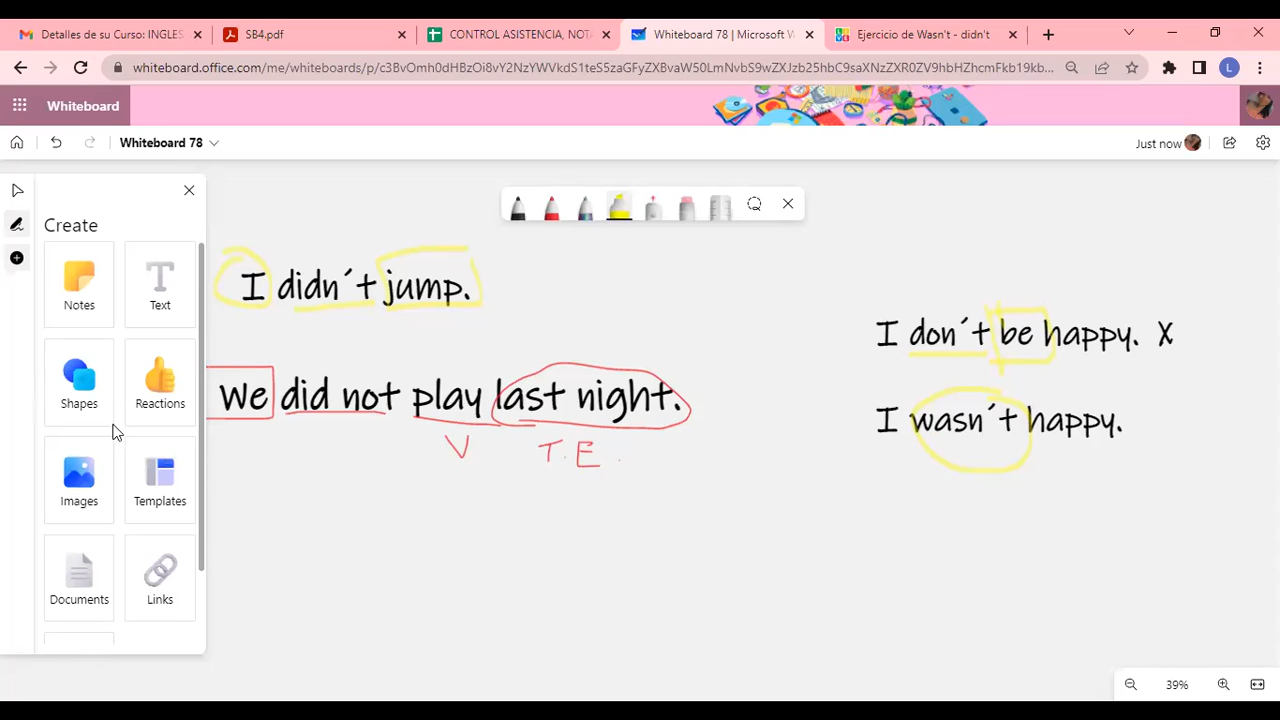 Detalles de su Curso: INGLES
SB4.pdf
CONTROL ASISTENCIA, NOTA
Whiteboard 78 | Microsoft W
Ejercicio de Wasn't - didn't
whiteboard.office.com/me/whiteboards/p/
L
Whiteboard
Whiteboard 78
Just now
Create
Notes
Text
Shapes
Reactions
Images
Templates
Documents
Links
I didn´t jump.
We did not play last night.
V T.E.
I don´t be happy. X
I wasn´t happy.
39%